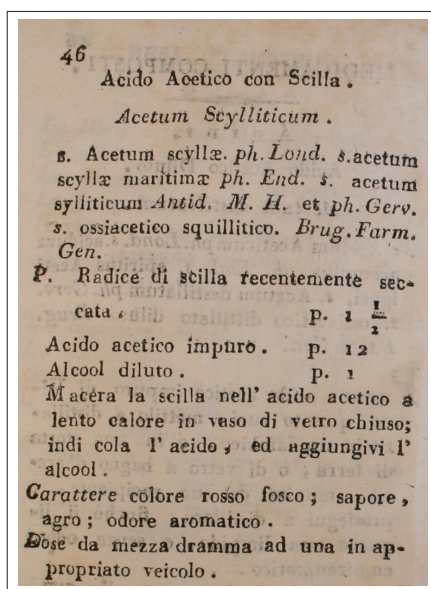 46
Acido Acetico con Scilla.
Acetum Scylliticum.
s. Acetum scyllæ. ph. Lond. s. acetum
scyllæ maritimæ ph. End. s. acetum
sylliticum Antid. M. H. et ph. Gerv.
s. ossiacetico squillitico. Brug. Farm.
Gen.
P. Radice di scilla recentemente sec-
cata. p. 1 1/2
Acido acetico impuro. p. 12
Alcool diluto. p. 1
Macera la scilla nell' acido acetico a
lento calore in vaso di vetro chiuso;
indi cola l' acido, ed aggiungivi l'
alcool.
Carattere colore rosso fosco; sapore,
agro; odore aromatico.
Dose da mezza dramma ad una in ap-
propriato veicolo.